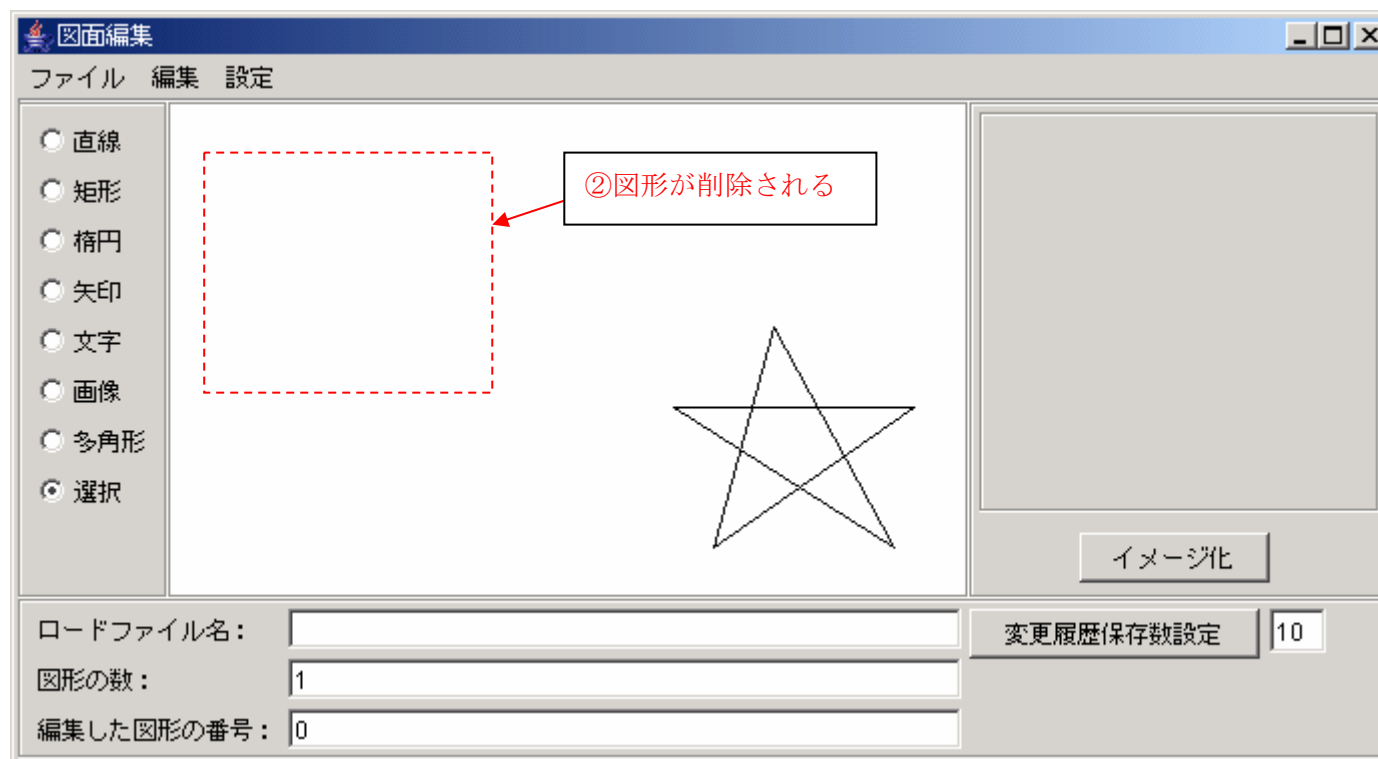 図面編集
ファイル 編集 設定
直線
矩形
楕円
矢印
文字
画像
多角形
選択
②図形が削除される
イメージ化
ロードファイル名：
変更履歴保存数設定 10
図形の数： 1
編集した図形の番号： 0